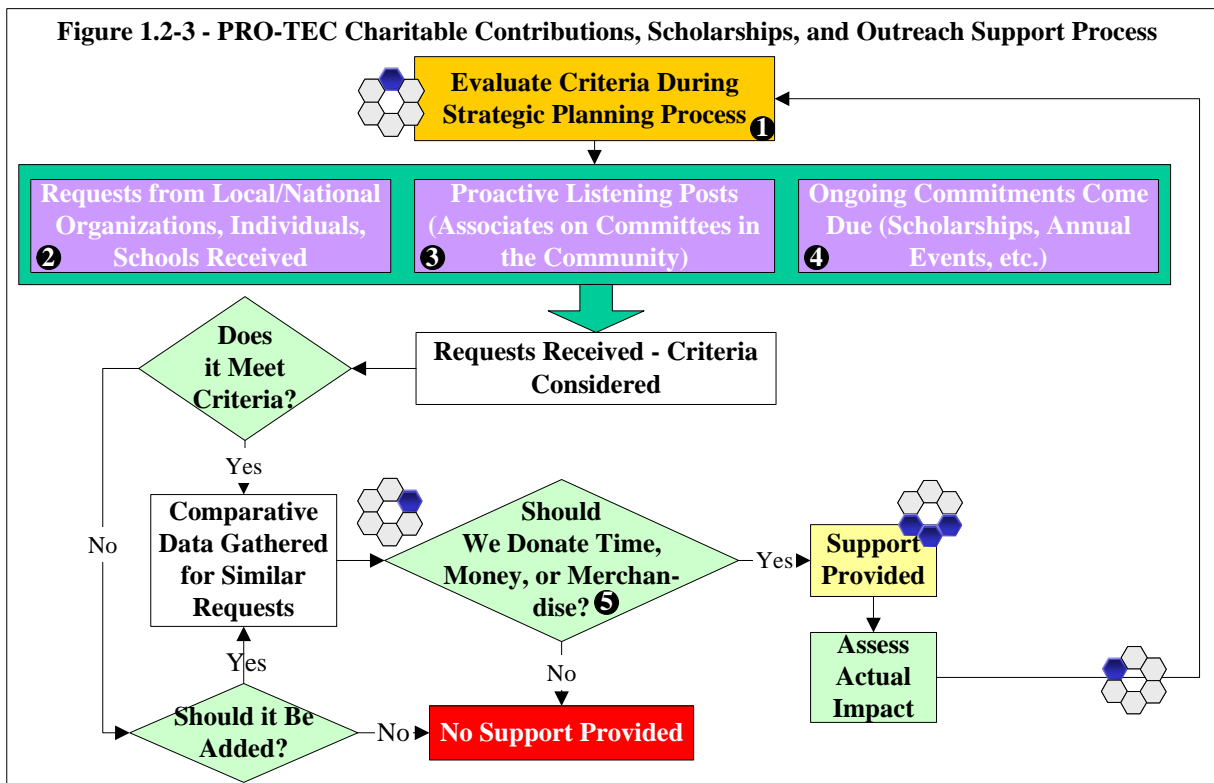 Figure 1.2-3 - PRO-TEC Charitable Contributions, Scholarships, and Outreach Support Process
Evaluate Criteria During
Strategic Planning Process
1
Requests from Local/National
Organizations, Individuals,
Schools Received
2
Proactive Listening Posts
(Associates on Committees in
the Community)
3
Ongoing Commitments Come
Due (Scholarships, Annual
Events, etc.)
4
Requests Received - Criteria
Considered
Does
it Meet
Criteria?
Yes
No
Comparative
Data Gathered
for Similar
Requests
Should
We Donate Time,
Money, or Merchan-
dise? 5
Yes
Support
Provided
Assess
Actual
Impact
No
Yes
Should it Be
Added?
No
No Support Provided